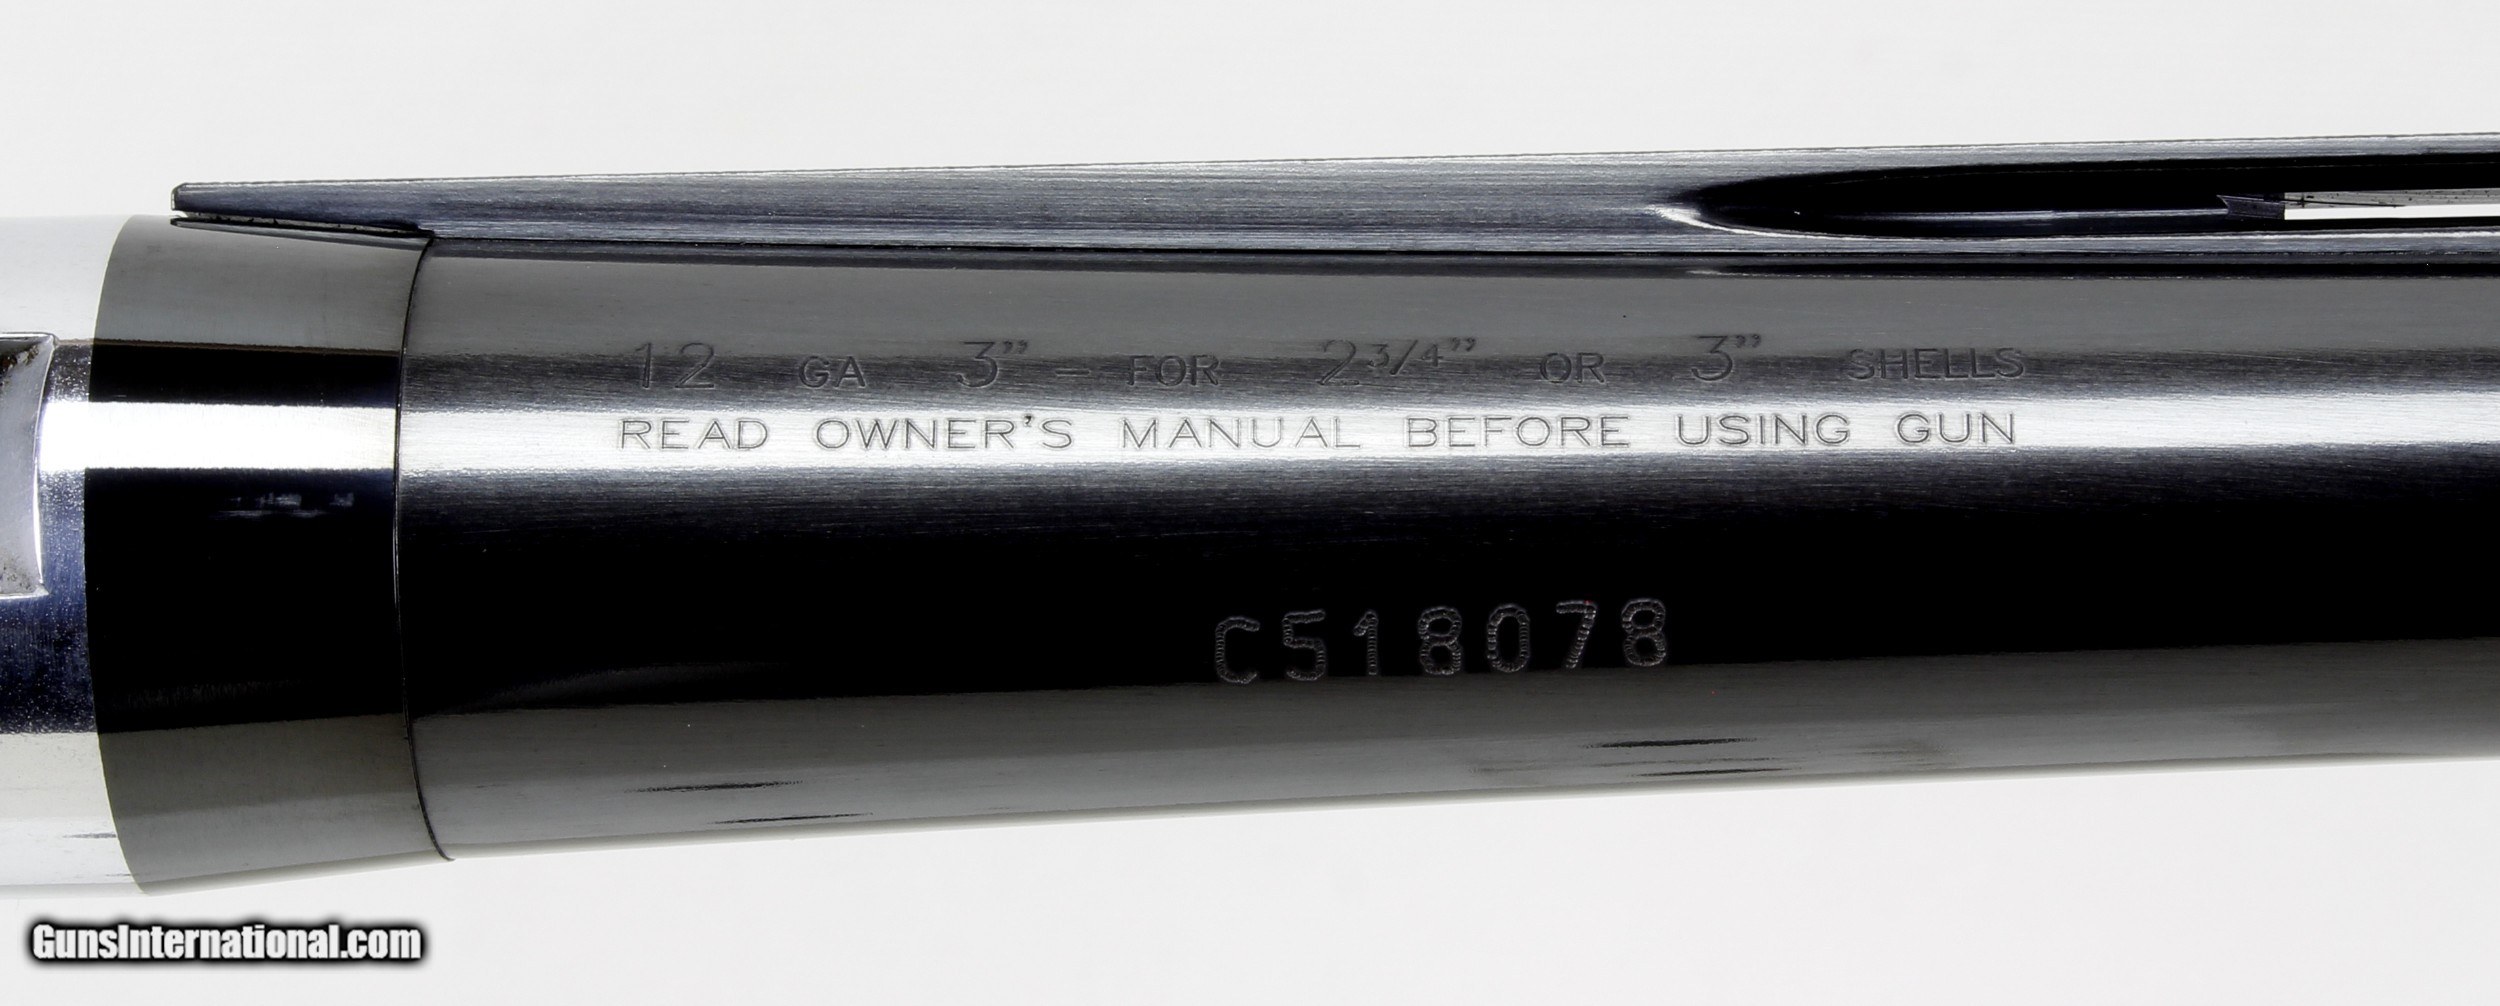 12 GA 3" - FOR 2 3/4" OR 3" SHELLS
READ OWNER'S MANUAL BEFORE USING GUN
C518078
GunsInternational.com